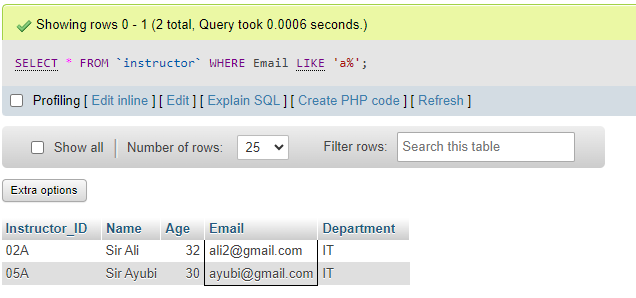 Showing rows 0 - 1 (2 total, Query took 0.0006 seconds.)
SELECT * FROM `instructor` WHERE Email LIKE 'a%';
Profiling [ Edit inline ] [ Edit ] [ Explain SQL ] [ Create PHP code ] [ Refresh ]
Show all Number of rows: 25 Filter rows: Search this table
Extra options
Instructor_ID Name Age Email Department
02A Sir Ali 32 ali2@gmail.com IT
05A Sir Ayubi 30 ayubi@gmail.com IT